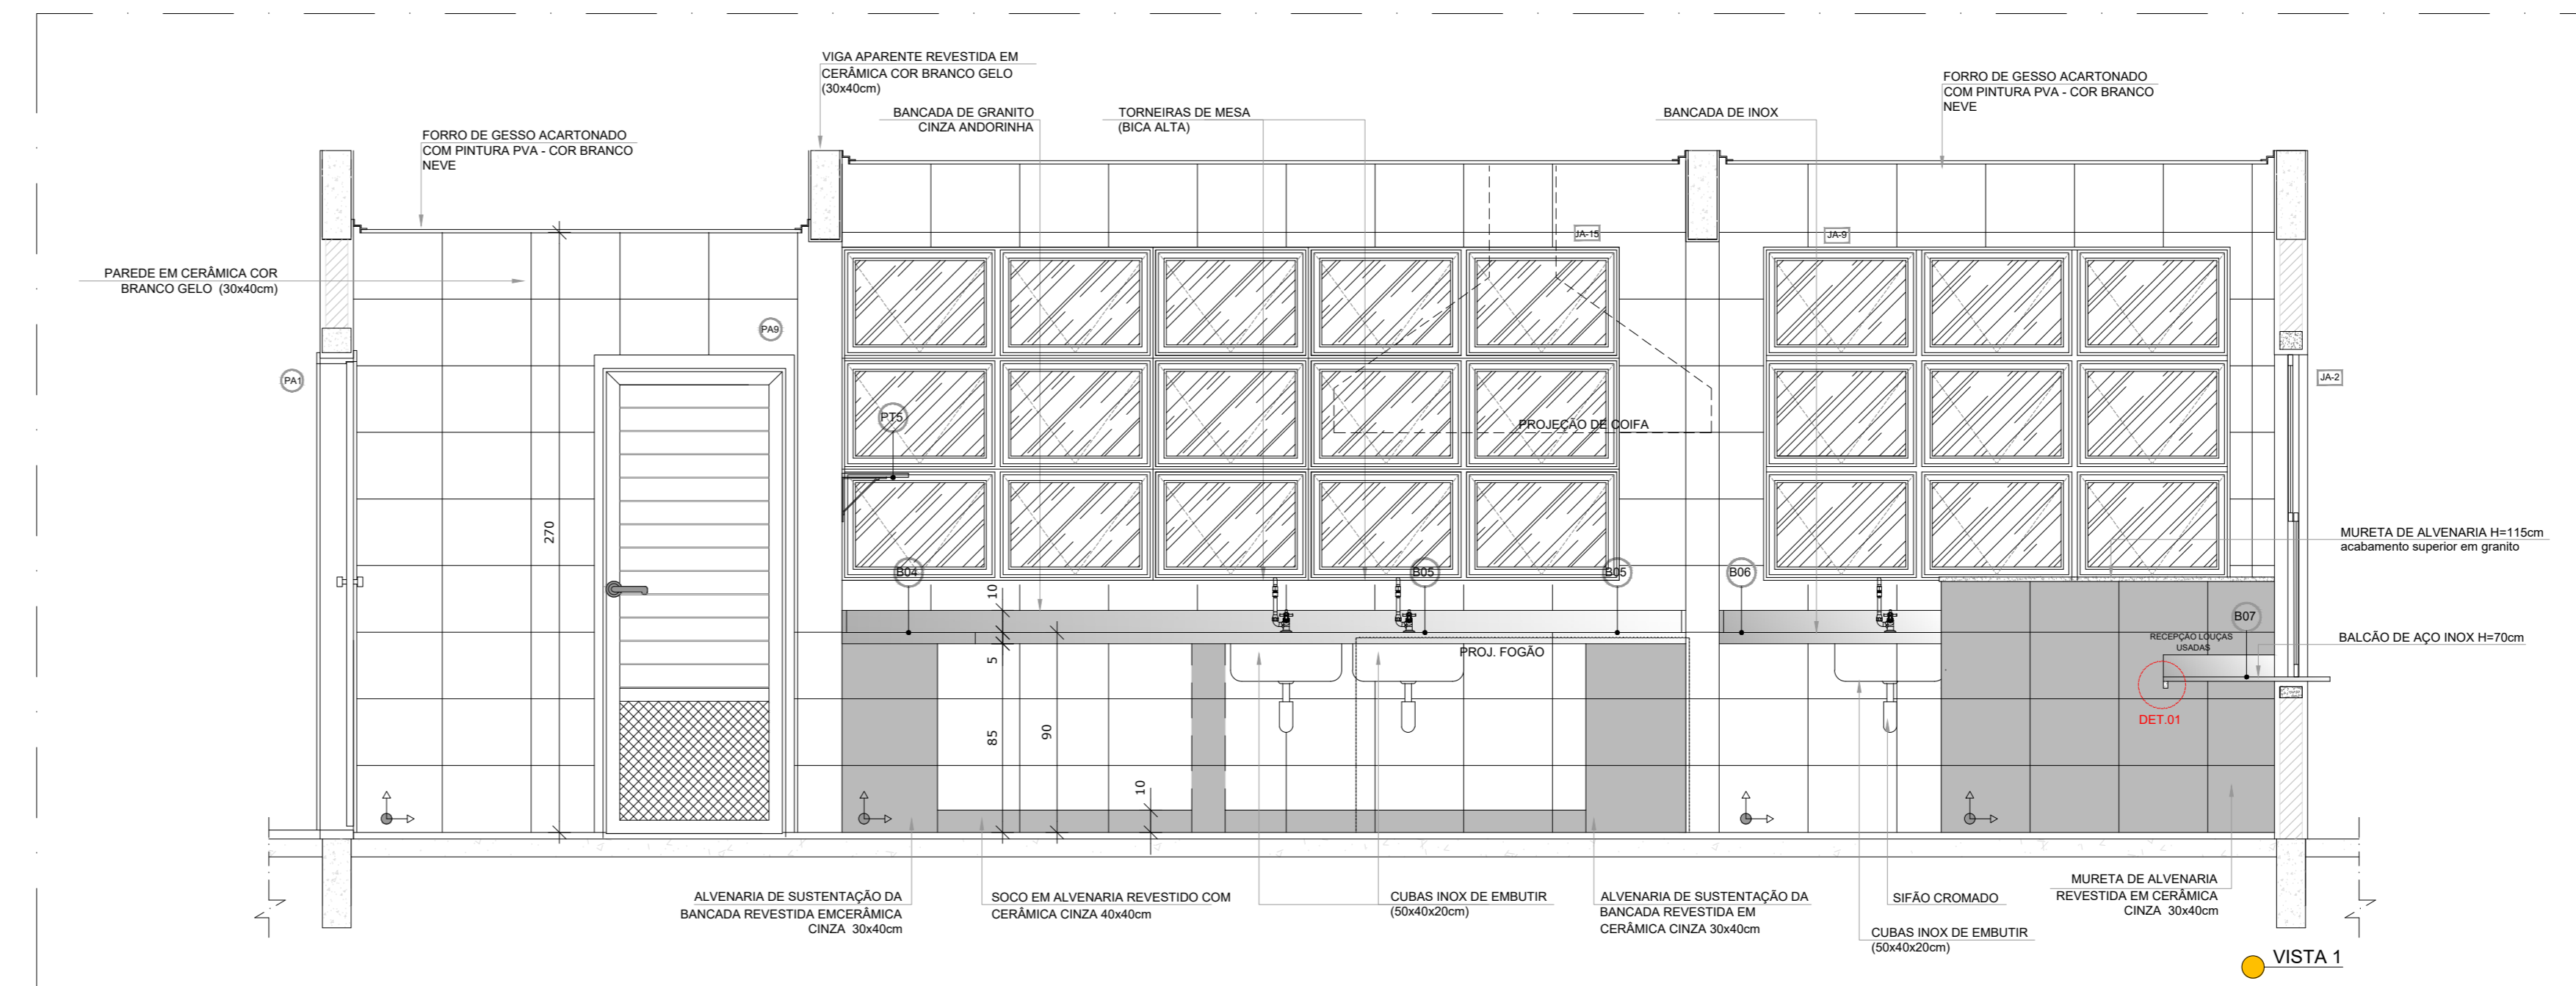 VIGA APARENTE REVESTIDA EM
CERÂMICA COR BRANCO GELO
(30x40cm)
FORRO DE GESSO ACARTONADO
COM PINTURA PVA - COR BRANCO
NEVE
BANCADA DE GRANITO
CINZA ANDORINHA
TORNEIRAS DE MESA
(BICA ALTA)
BANCADA DE INOX
FORRO DE GESSO ACARTONADO
COM PINTURA PVA - COR BRANCO
NEVE
JA-15
JA-9
PAREDE EM CERÂMICA COR
BRANCO GELO (30x40cm)
PA9
PA1
JA-2
PT5
PROJEÇÃO DE COIFA
270
MURETA DE ALVENARIA H=115cm
acabamento superior em granito
B04
B05
B05
B06
10
B07
RECEPÇÃO LOUÇAS
USADAS
BALCÃO DE AÇO INOX H=70cm
5
PROJ. FOGÃO
DET.01
85
90
10
ALVENARIA DE SUSTENTAÇÃO DA
BANCADA REVESTIDA EMCERÂMICA
CINZA 30x40cm
SOCO EM ALVENARIA REVESTIDO COM
CERÂMICA CINZA 40x40cm
CUBAS INOX DE EMBUTIR
(50x40x20cm)
ALVENARIA DE SUSTENTAÇÃO DA
BANCADA REVESTIDA EM
CERÂMICA CINZA 30x40cm
SIFÃO CROMADO
CUBAS INOX DE EMBUTIR
(50x40x20cm)
MURETA DE ALVENARIA
REVESTIDA EM CERÂMICA
CINZA 30x40cm
VISTA 1